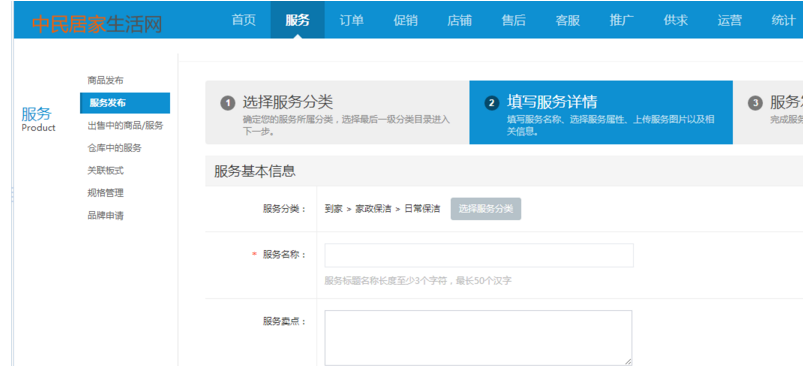 中民居家生活网
首页 服务 订单 促销 店铺 售后 客服 推广 供求 运营 统计
服务
Product
商品发布
服务发布
出售中的商品/服务
仓库中的服务
关联板式
规格管理
品牌申请
1 选择服务分类
确定您的服务所属分类，选择最后一级分类目录进入
下一步。
2 填写服务详情
填写服务名称、选择服务属性、上传服务图片以及相
关信息。
3 服务
完成服务
服务基本信息
服务分类： 到家 > 家政保洁 > 日常保洁 选择服务分类
* 服务名称：
服务标题名称长度至少3个字符，最长50个汉字
服务卖点：